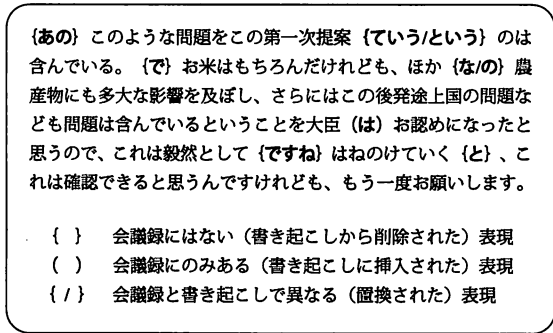 {あの} このような問題をこの第一次提案 {ていう/という} のは
含んでいる。 {で} お米はもちろんだけれども、ほか {な/の} 農
産物にも多大な影響を及ぼし、さらにはこの後発途上国の問題な
ども問題は含んでいるということを大臣 (は) お認めになったと
思うので、これは毅然として {ですね} はねのけていく {と} 、こ
れは確認できると思うんですけれども、もう一度お願いします。
{ } 会議録にはない (書き起こしから削除された) 表現
( ) 会議録にのみある (書き起こしに挿入された) 表現
{ / } 会議録と書き起こしで異なる (置換された) 表現